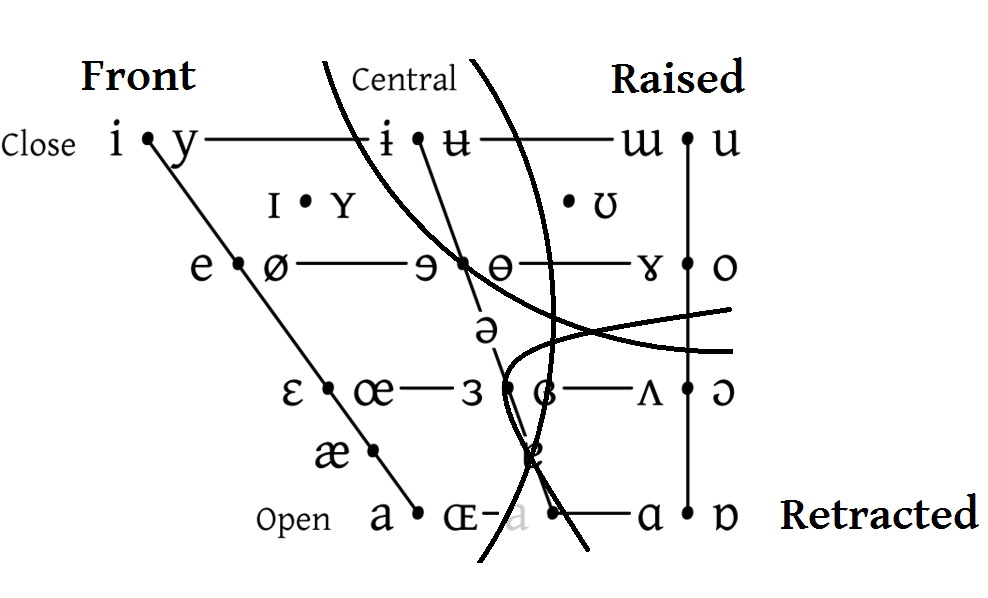 Front Central Raised
Close i y ɨ ʉ ɯ u
ɪ ʏ ʊ
e ø ɘ ɵ ɤ o
ə
ɛ œ ɜ ɞ ʌ ɔ
æ ɐ
Open a ɶ a ɑ ɒ Retracted